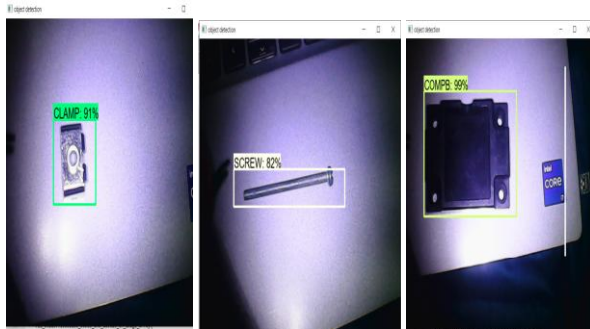 object detection
CLAMP: 91%
object detection
SCREW: 82%
object detection
COMPB: 99%
intel
CORE